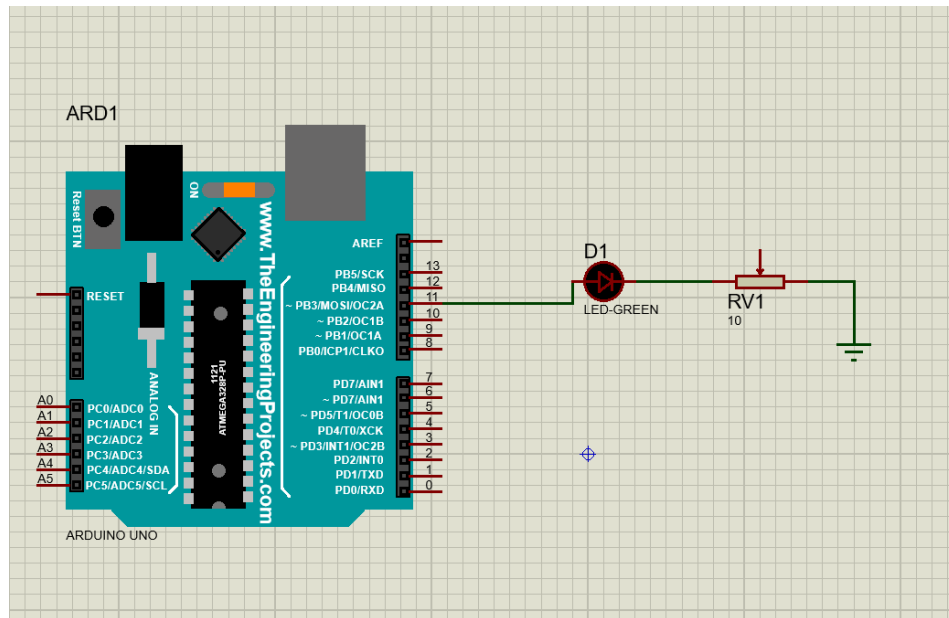 ARD1
Reset BTN
ON
www.TheEngineeringProjects.com
ANALOG IN
1121
ATMEGA328P-PU
RESET
A0
PC0/ADC0
A1
PC1/ADC1
A2
PC2/ADC2
A3
PC3/ADC3
A4
PC4/ADC4/SDA
A5
PC5/ADC5/SCL
AREF
PB5/SCK 13
PB4/MISO 12
~ PB3/MOSI/OC2A 11
~ PB2/OC1B 10
~ PB1/OC1A 9
PB0/ICP1/CLKO 8
PD7/AIN1 7
~ PD7/AIN1 6
~ PD5/T1/OC0B 5
PD4/T0/XCK 4
~ PD3/INT1/OC2B 3
PD2/INT0 2
PD1/TXD 1
PD0/RXD 0
ARDUINO UNO
D1
LED-GREEN
RV1
10